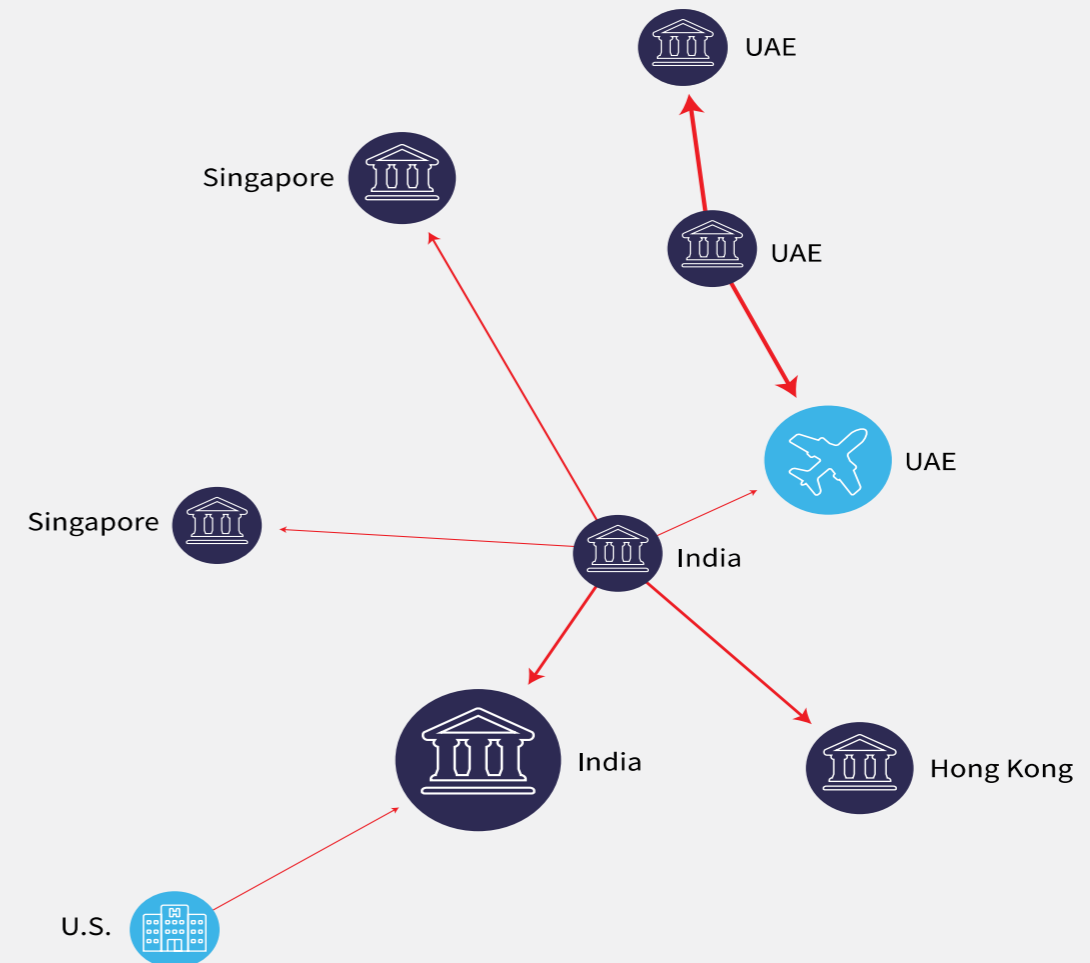 UAE
Singapore
UAE
UAE
Singapore
India
India
Hong Kong
U.S.
H